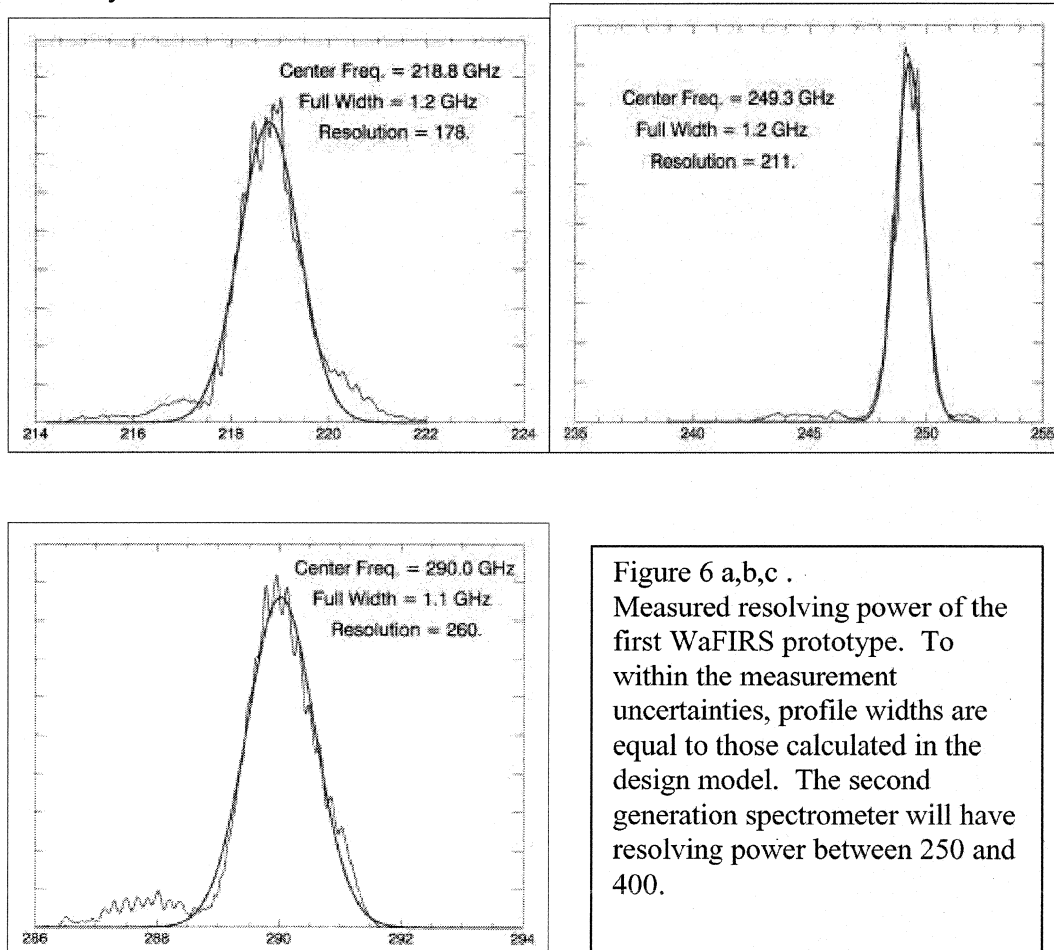 Center Freq. = 218.8 GHz
Full Width = 1.2 GHz
Resolution = 178.
214 216 218 220 222 224
Center Freq. = 249.3 GHz
Full Width = 1.2 GHz
Resolution = 211.
235 240 245 250 255
Center Freq. = 290.0 GHz
Full Width = 1.1 GHz
Resolution = 260.
286 288 290 292 294
Figure 6 a,b,c .
Measured resolving power of the
first WaFIRS prototype. To
within the measurement
uncertainties, profile widths are
equal to those calculated in the
design model. The second
generation spectrometer will have
resolving power between 250 and
400.